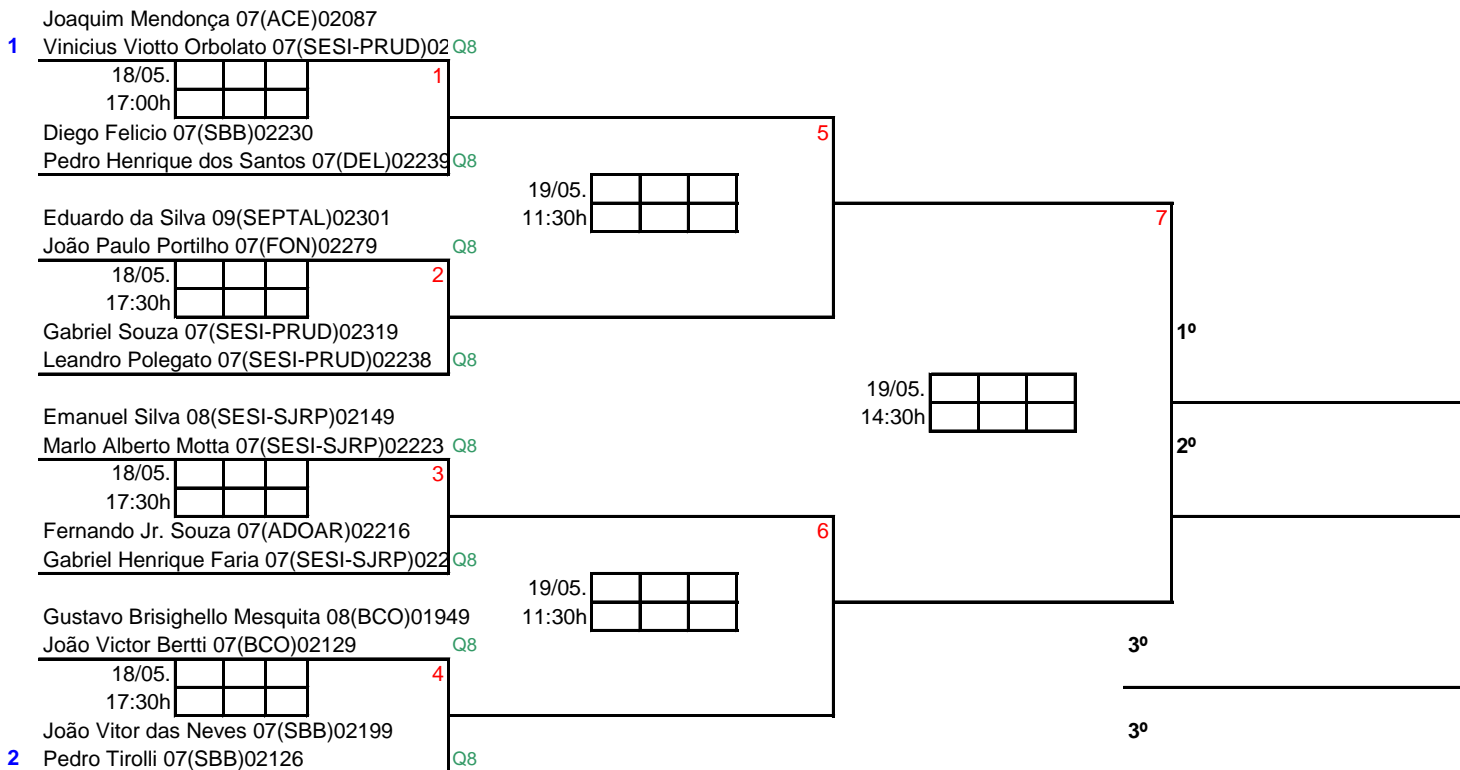 Joaquim Mendonça 07(ACE)02087
1 Vinicius Viotto Orbolato 07(SESI-PRUD)02 Q8
18/05. 1
17:00h
Diego Felicio 07(SBB)02230 5
Pedro Henrique dos Santos 07(DEL)02239 Q8
19/05.
Eduardo da Silva 09(SEPTAL)02301 11:30h 7
João Paulo Portilho 07(FON)02279 Q8
18/05. 2
17:30h
Gabriel Souza 07(SESI-PRUD)02319 1º
Leandro Polegato 07(SESI-PRUD)02238 Q8
19/05.
Emanuel Silva 08(SESI-SJRP)02149 14:30h
Marlo Alberto Motta 07(SESI-SJRP)02223 Q8 2º
18/05. 3
17:30h
Fernando Jr. Souza 07(ADOAR)02216 6
Gabriel Henrique Faria 07(SESI-SJRP)022 Q8
19/05.
Gustavo Brisighello Mesquita 08(BCO)01949 11:30h
João Victor Bertti 07(BCO)02129 Q8 3º
18/05. 4
17:30h
João Vitor das Neves 07(SBB)02199 3º
2 Pedro Tirolli 07(SBB)02126 Q8